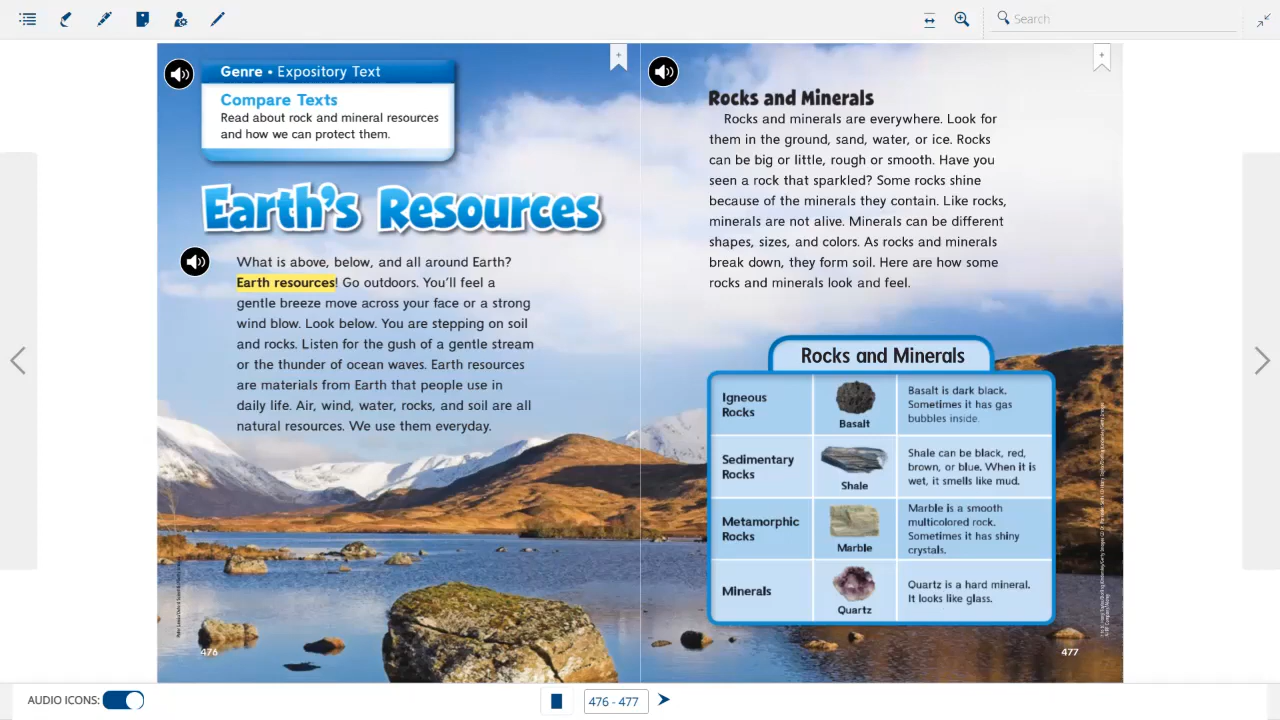 Search
Genre • Expository Text
Compare Texts
Read about rock and mineral resources
and how we can protect them.
Earth's Resources
What is above, below, and all around Earth?
Earth resources! Go outdoors. You'll feel a
gentle breeze move across your face or a strong
wind blow. Look below. You are stepping on soil
and rocks. Listen for the gush of a gentle stream
or the thunder of ocean waves. Earth resources
are materials from Earth that people use in
daily life. Air, wind, water, rocks, and soil are all
natural resources. We use them everyday.
476
Rocks and Minerals
Rocks and minerals are everywhere. Look for
them in the ground, sand, water, or ice. Rocks
can be big or little, rough or smooth. Have you
seen a rock that sparkled? Some rocks shine
because of the minerals they contain. Like rocks,
minerals are not alive. Minerals can be different
shapes, sizes, and colors. As rocks and minerals
break down, they form soil. Here are how some
rocks and minerals look and feel.
Rocks and Minerals
Igneous
Rocks
Basalt
Basalt is dark black.
Sometimes it has gas
bubbles inside.
Sedimentary
Rocks
Shale
Shale can be black, red,
brown, or blue. When it is
wet, it smells like mud.
Metamorphic
Rocks
Marble
Marble is a smooth
multicolored rock.
Sometimes it has shiny
crystals.
Minerals
Quartz
Quartz is a hard mineral.
It looks like glass.
477
AUDIO ICONS:
476 - 477